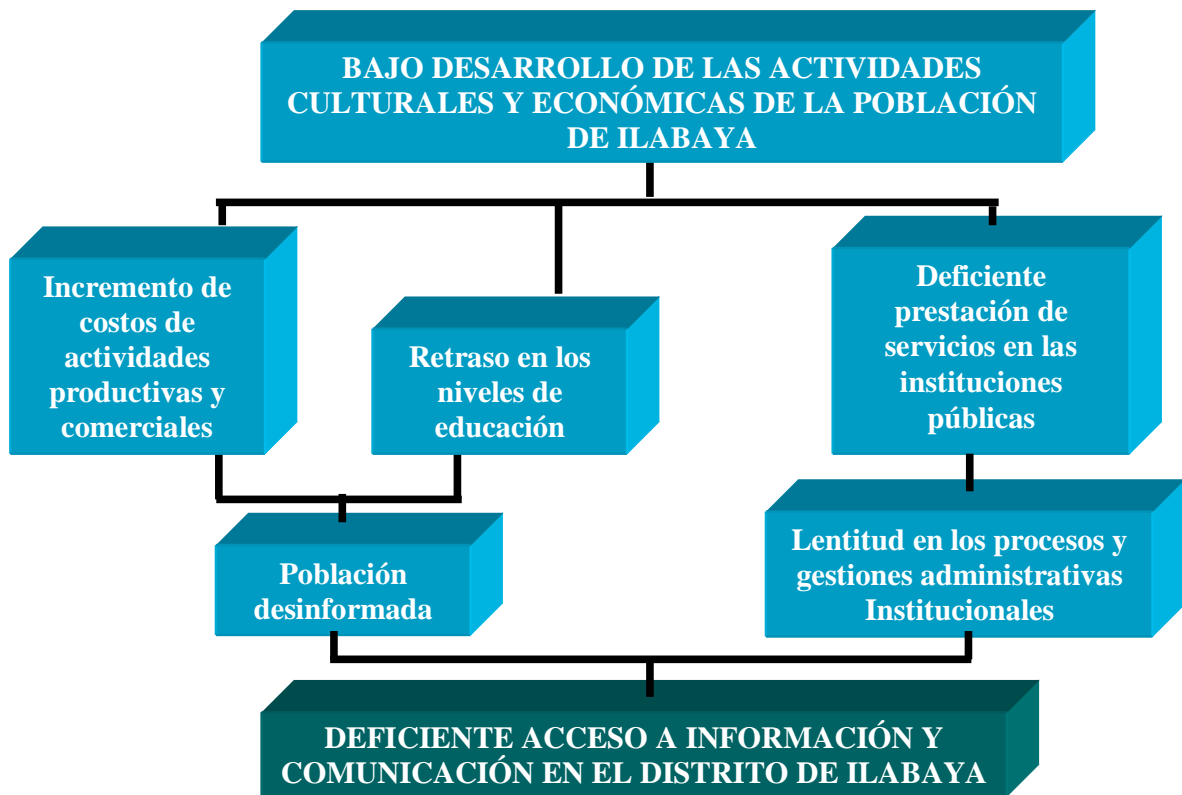 BAJO DESARROLLO DE LAS ACTIVIDADES
CULTURALES Y ECONÓMICAS DE LA POBLACIÓN
DE ILABAYA
Incremento de
costos de
actividades
productivas y
comerciales
Retraso en los
niveles de
educación
Deficiente
prestación de
servicios en las
instituciones
públicas
Población
desinformada
Lentitud en los procesos y
gestiones administrativas
Institucionales
DEFICIENTE ACCESO A INFORMACIÓN Y
COMUNICACIÓN EN EL DISTRITO DE ILABAYA